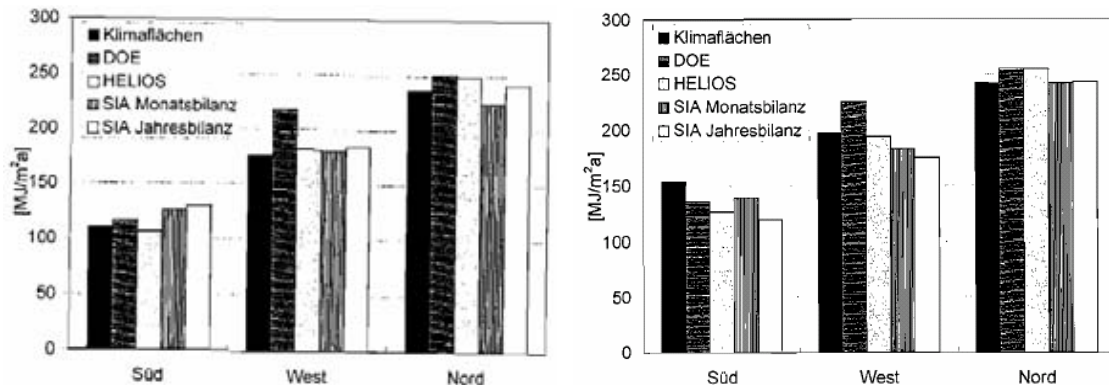 300
250
200
150
100
50
0
[MJ/m²a]
Klimaflächen
DOE
HELIOS
SIA Monatsbilanz
SIA Jahresbilanz
Süd West Nord
300
250
200
150
100
50
0
[MJ/m²a]
Klimaflächen
DOE
HELIOS
SIA Monatsbilanz
SIA Jahresbilanz
Süd West Nord